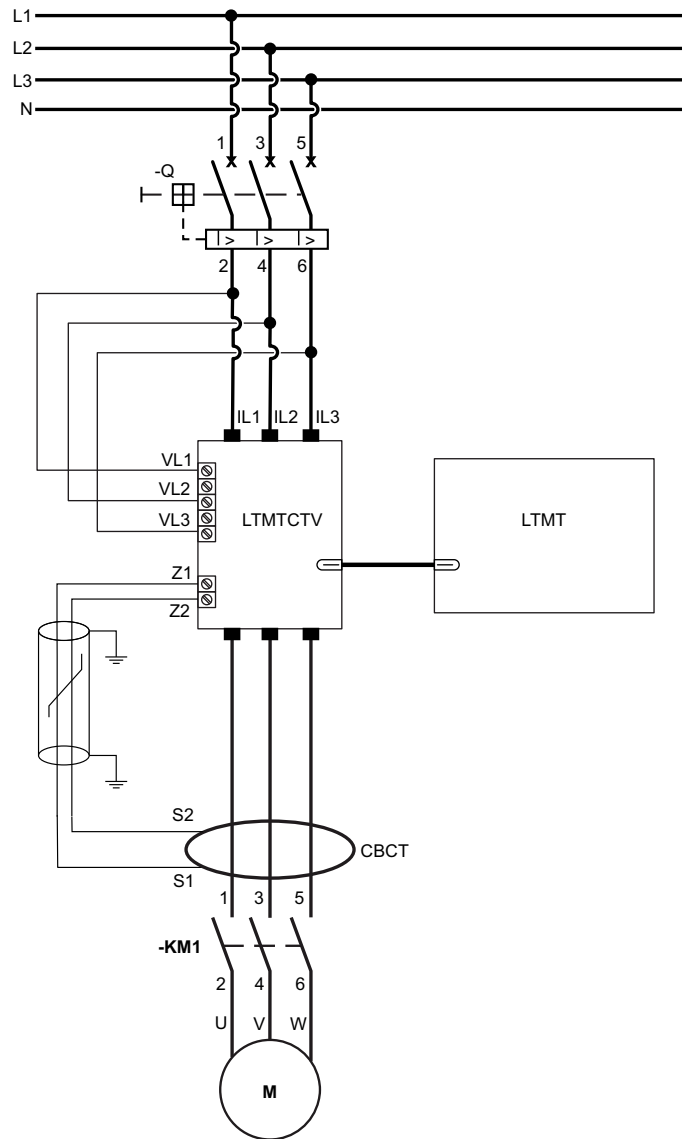 L1
L2
L3
N
1 3 5
-Q
I> I> I>
2 4 6
IL1 IL2 IL3
VL1
VL2
VL3
LTMTCTV
LTMT
Z1
Z2
S2
CBCT
S1
1 3 5
-KM1
2 4 6
U V W
M